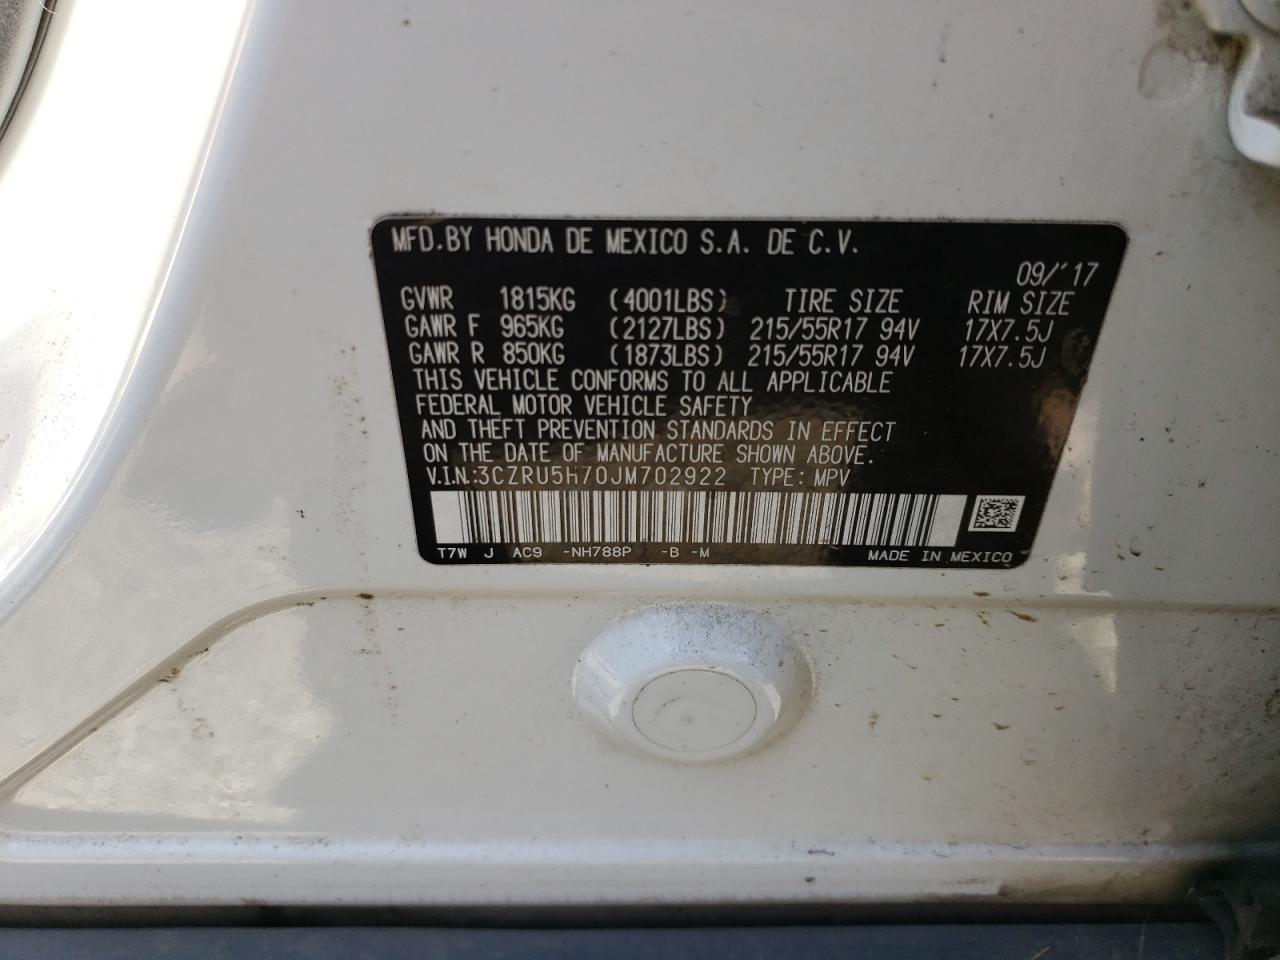 MFD.BY HONDA DE MEXICO S.A. DE C.V.
09/'17
GVWR 1815KG (4001LBS) TIRE SIZE RIM SIZE
GAWR F 965KG (2127LBS) 215/55R17 94V 17X7.5J
GAWR R 850KG (1873LBS) 215/55R17 94V 17X7.5J
THIS VEHICLE CONFORMS TO ALL APPLICABLE
FEDERAL MOTOR VEHICLE SAFETY
AND THEFT PREVENTION STANDARDS IN EFFECT
ON THE DATE OF MANUFACTURE SHOWN ABOVE.
V.I.N.:3CZRU5H70JM702922 TYPE: MPV
T7W J AC9 -NH788P -B -M MADE IN MEXICO